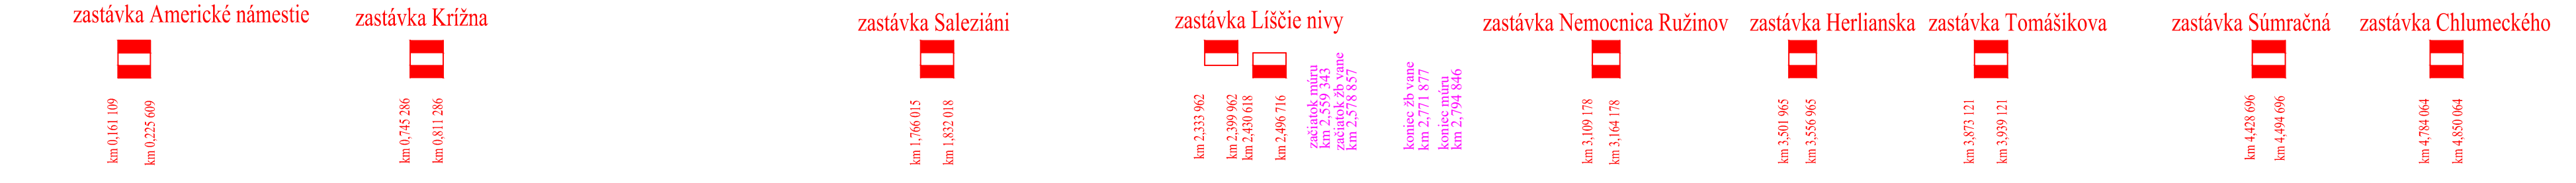 zastávka Americké námestie
km 0,161 109
km 0,225 609
zastávka Krížna
km 0,745 286
km 0,811 286
zastávka Saleziáni
km 1,766 015
km 1,832 018
zastávka Líščie nivy
km 2,333 962
km 2,399 962
km 2,430 618
km 2,496 716
začiatok múru
km 2,559 343
začiatok žb vane
km 2,578 857
koniec žb vane
km 2,771 877
koniec múru
km 2,794 846
zastávka Nemocnica Ružinov
km 3,109 178
km 3,164 178
zastávka Herlianska
km 3,501 965
km 3,556 965
zastávka Tomášikova
km 3,873 121
km 3,939 121
zastávka Súmračná
km 4,428 696
km 4,494 696
zastávka Chlumeckého
km 4,784 064
km 4,850 064